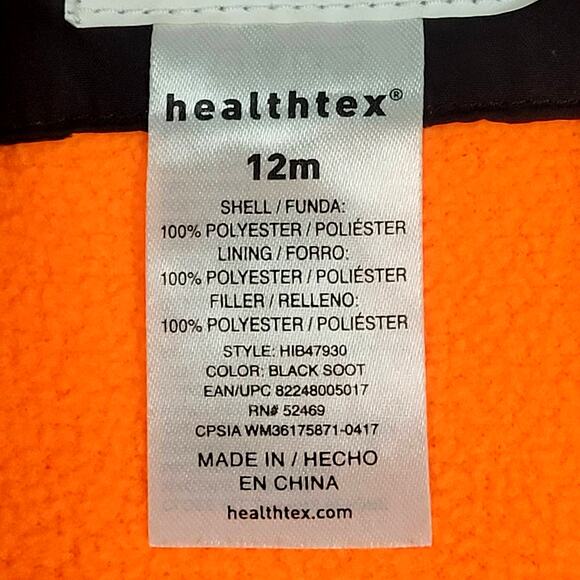 healthtex®
12m
SHELL / FUNDA:
100% POLYESTER / POLIÉSTER
LINING / FORRO:
100% POLYESTER / POLIÉSTER
FILLER / RELLENO:
100% POLYESTER / POLIÉSTER
STYLE: HIB47930
COLOR: BLACK SOOT
EAN/UPC 82248005017
RN# 52469
CPSIA WM36175871-0417
MADE IN / HECHO
EN CHINA
healthtex.com